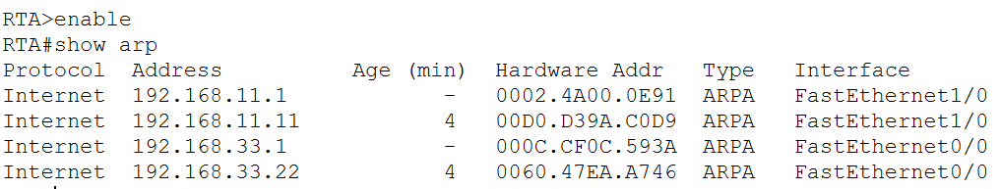 RTA>enable
RTA#show arp
Protocol  Address          Age (min)  Hardware Addr   Type   Interface
Internet  192.168.11.1            -   0002.4A00.0E91  ARPA   FastEthernet1/0
Internet  192.168.11.11           4   00D0.D39A.C0D9  ARPA   FastEthernet1/0
Internet  192.168.33.1            -   000C.CF0C.593A  ARPA   FastEthernet0/0
Internet  192.168.33.22           4   0060.47EA.A746  ARPA   FastEthernet0/0